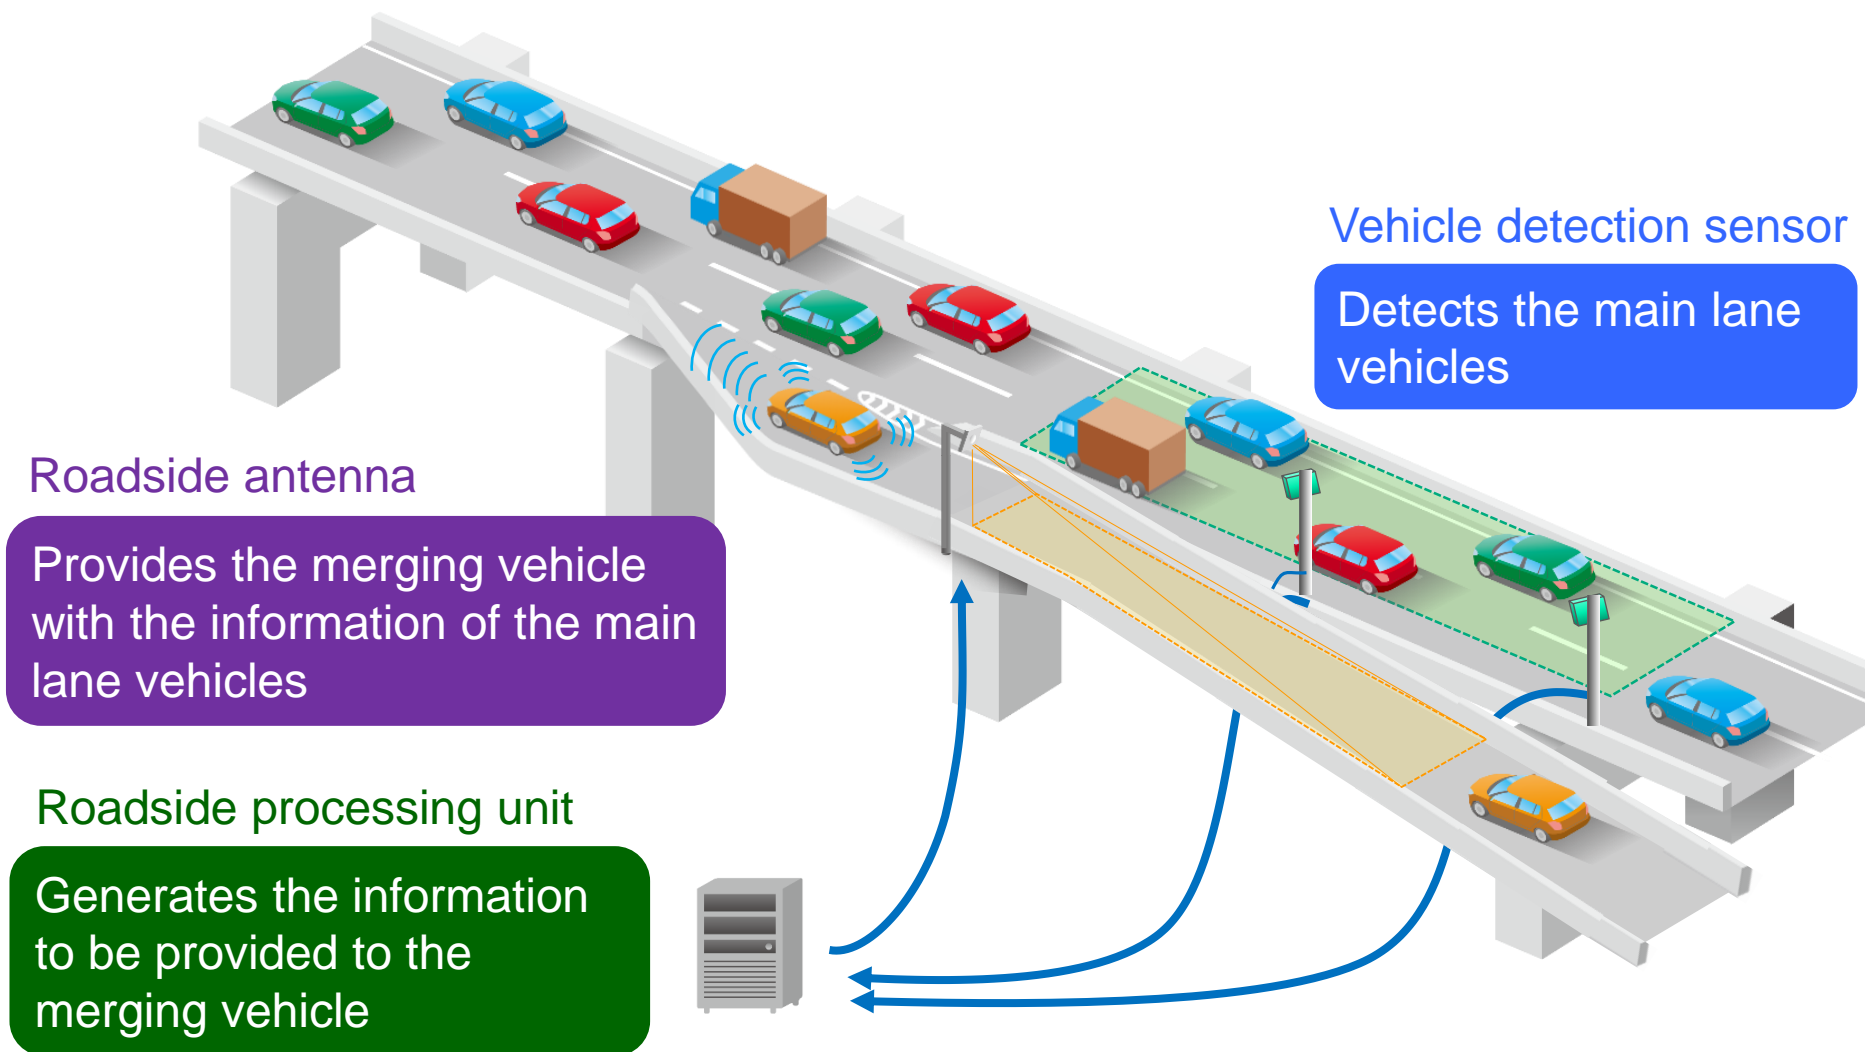 Vehicle detection sensor
Detects the main lane
vehicles
Roadside antenna
Provides the merging vehicle
with the information of the main
lane vehicles
Roadside processing unit
Generates the information
to be provided to the
merging vehicle